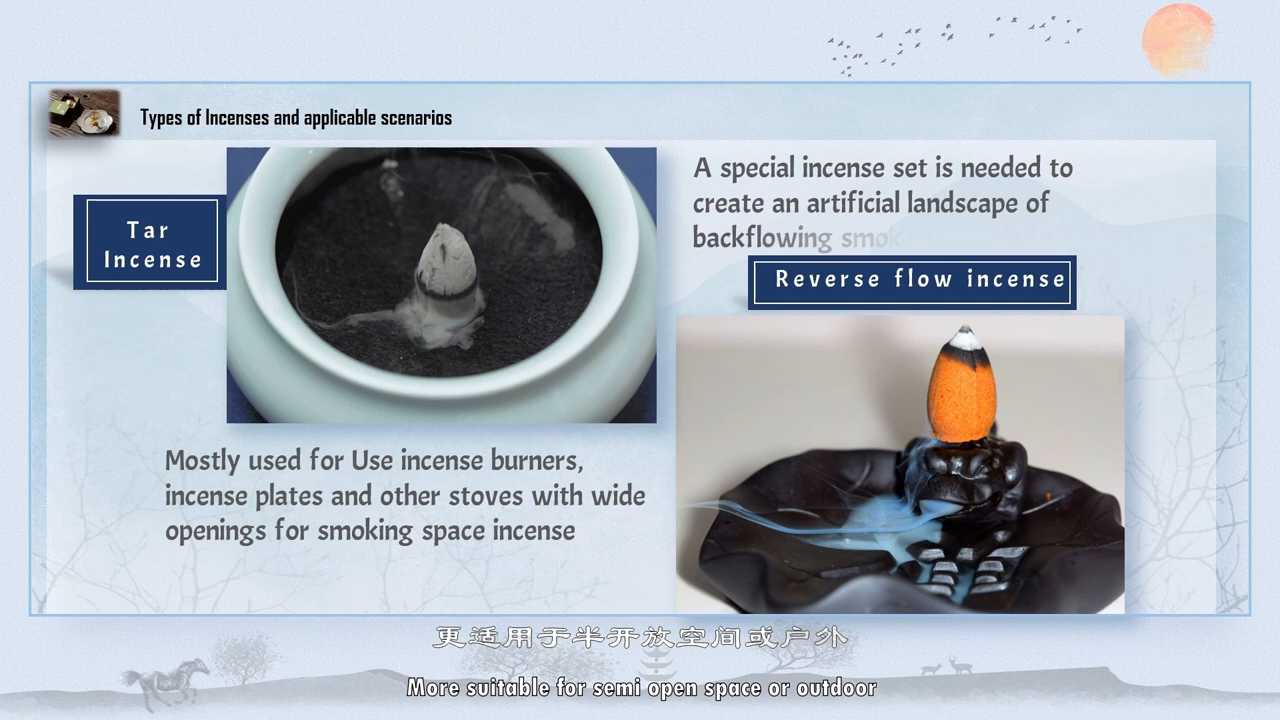 Types of Incenses and applicable scenarios
Tar
Incense
A special incense set is needed to
create an artificial landscape of
backflowing smok
Reverse flow incense
Mostly used for Use incense burners,
incense plates and other stoves with wide
openings for smoking space incense
更适用于半开放空间或户外
More suitable for semi open space or outdoor